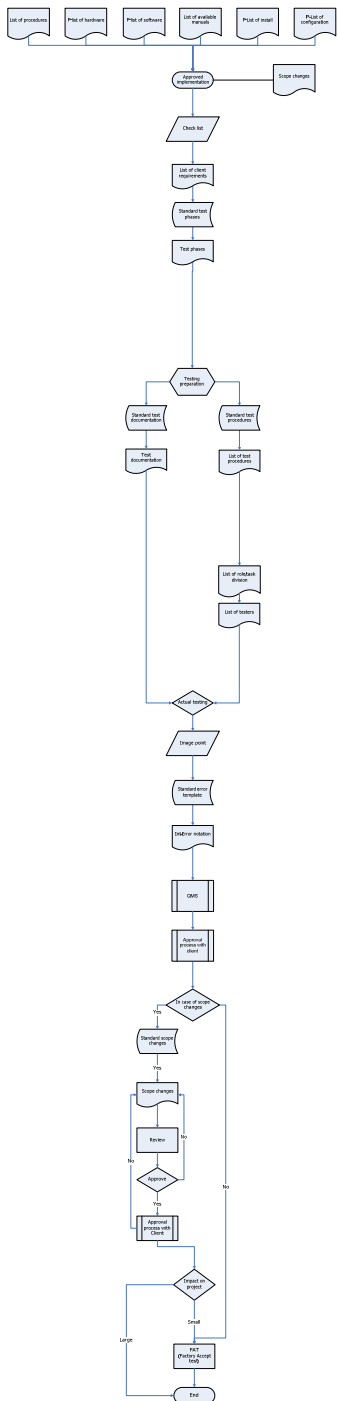 List of procedures
P-list of hardware
P-list of software
List of available
manuals
P-List of install
P-List of
configuration
Approved
implementation
Scope changes
Check list
List of client
requirements
Standard test
phases
Test phases
Testing
preparation
Standard test
documentation
Standard test
procedures
Test
documentation
List of test
procedures
List of role/task
division
List of testers
Actual testing
Image point
Standard error
template
Int-Error notation
QMS
Approval
process with
client
In case of scope
changes
Yes
Standard scope
changes
Yes
Scope changes
No
Review
No
No
Approve
Yes
Approval
process with
Client
Impact on
project
Small
Large
FAT
(Factory Accept
test)
End